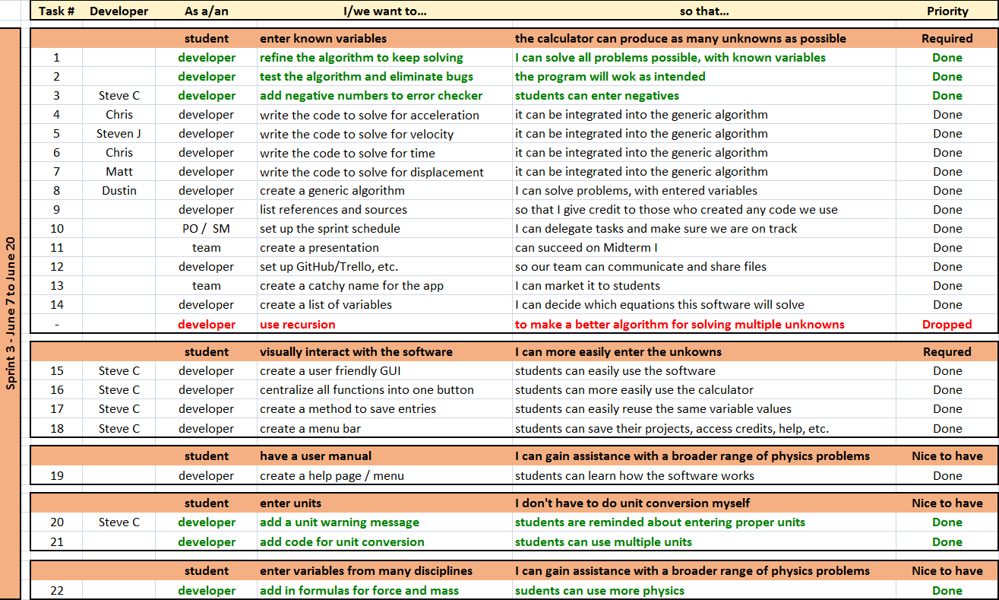 Task # Developer As a/an I/we want to... so that... Priority
Sprint 3 - June 7 to June 20
student enter known variables the calculator can produce as many unknowns as possible Required
1 developer refine the algorithm to keep solving I can solve all problems possible, with known variables Done
2 developer test the algorithm and eliminate bugs the program will wok as intended Done
3 Steve C developer add negative numbers to error checker students can enter negatives Done
4 Chris developer write the code to solve for acceleration it can be integrated into the generic algorithm Done
5 Steven J developer write the code to solve for velocity it can be integrated into the generic algorithm Done
6 Chris developer write the code to solve for time it can be integrated into the generic algorithm Done
7 Matt developer write the code to solve for displacement it can be integrated into the generic algorithm Done
8 Dustin developer create a generic algorithm I can solve problems, with entered variables Done
9 developer list references and sources so that I give credit to those who created any code we use Done
10 PO / SM set up the sprint schedule I can delegate tasks and make sure we are on track Done
11 team create a presentation can succeed on Midterm I Done
12 developer set up GitHub/Trello, etc. so our team can communicate and share files Done
13 team create a catchy name for the app I can market it to students Done
14 developer create a list of variables I can decide which equations this software will solve Done
- developer use recursion to make a better algorithm for solving multiple unknowns Dropped
student visually interact with the software I can more easily enter the unkowns Requred
15 Steve C developer create a user friendly GUI students can easily use the software Done
16 Steve C developer centralize all functions into one button students can more easily use the calculator Done
17 Steve C developer create a method to save entries students can easily reuse the same variable values Done
18 Steve C developer create a menu bar students can save their projects, access credits, help, etc. Done
student have a user manual I can gain assistance with a broader range of physics problems Nice to have
19 developer create a help page / menu students can learn how the software works Done
student enter units I don't have to do unit conversion myself Nice to have
20 Steve C developer add a unit warning message students are reminded about entering proper units Done
21 developer add code for unit conversion students can use multiple units Done
student enter variables from many disciplines I can gain assistance with a broader range of physics problems Nice to have
22 developer add in formulas for force and mass sudents can use more physics Done